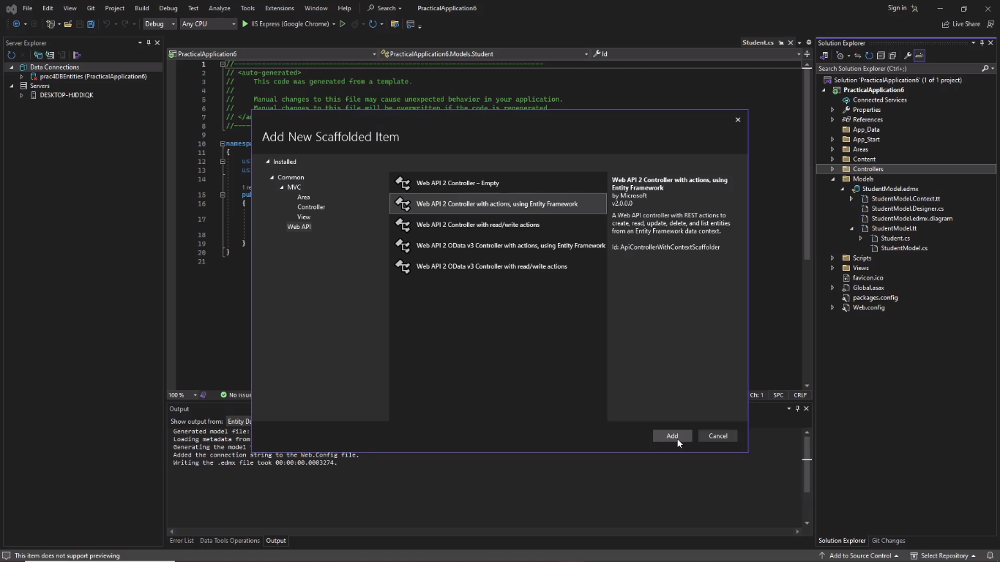 File Edit View Git Project Build Debug Test Analyze Tools Extensions Window Help Search PracticalApplication6 Sign in
Debug Any CPU IIS Express (Google Chrome) Live Share
Server Explorer
Data Connections
prac4DBEntities (PracticalApplication6)
Servers
DESKTOP-HJDDIQK
Student.cs
PracticalApplication6 PracticalApplication6.Models.Student Id
1 //------------------------------------------------------------------------------
2 // <auto-generated>
3 // This code was generated from a template.
4 //
5 // Manual changes to this file may cause unexpected behavior in your application.
6 // Manual changes to this file will be overwritten if the code is regenerated.
7 // </au
8 //-----
9
10 namesp
11 {
12 us
13 us
14
1 re
15 pu
16 {
17
18
19 }
20 }
21
Add New Scaffolded Item
Installed
Common
MVC
Area
Controller
View
Web API
Web API 2 Controller – Empty
Web API 2 Controller with actions, using Entity Framework
Web API 2 Controller with read/write actions
Web API 2 OData v3 Controller with actions, using Entity Framework
Web API 2 OData v3 Controller with read/write actions
Web API 2 Controller with actions, using
Entity Framework
by Microsoft
v2.0.0.0
A Web API controller with REST actions to
create, read, update, delete, and list entities
from an Entity Framework data context.
Id: ApiControllerWithContextScaffolder
Add Cancel
100 % No issue Ch: 1 SPC CRLF
Output
Show output from: Entity Da
Generated model file:
Loading metadata from
Generating the model
Added the connection string to the Web.Config file.
Writing the .edmx file took 00:00:00.0003274.
Error List Data Tools Operations Output
Solution Explorer
Search Solution Explorer (Ctrl+;)
Solution 'PracticalApplication6' (1 of 1 project)
PracticalApplication6
Connected Services
Properties
References
App_Data
App_Start
Areas
Content
Controllers
Models
StudentModel.edmx
StudentModel.Context.tt
StudentModel.Designer.cs
StudentModel.edmx.diagram
StudentModel.tt
Student.cs
StudentModel.cs
Scripts
Views
favicon.ico
Global.asax
packages.config
Web.config
Solution Explorer Git Changes
This item does not support previewing Add to Source Control Select Repository